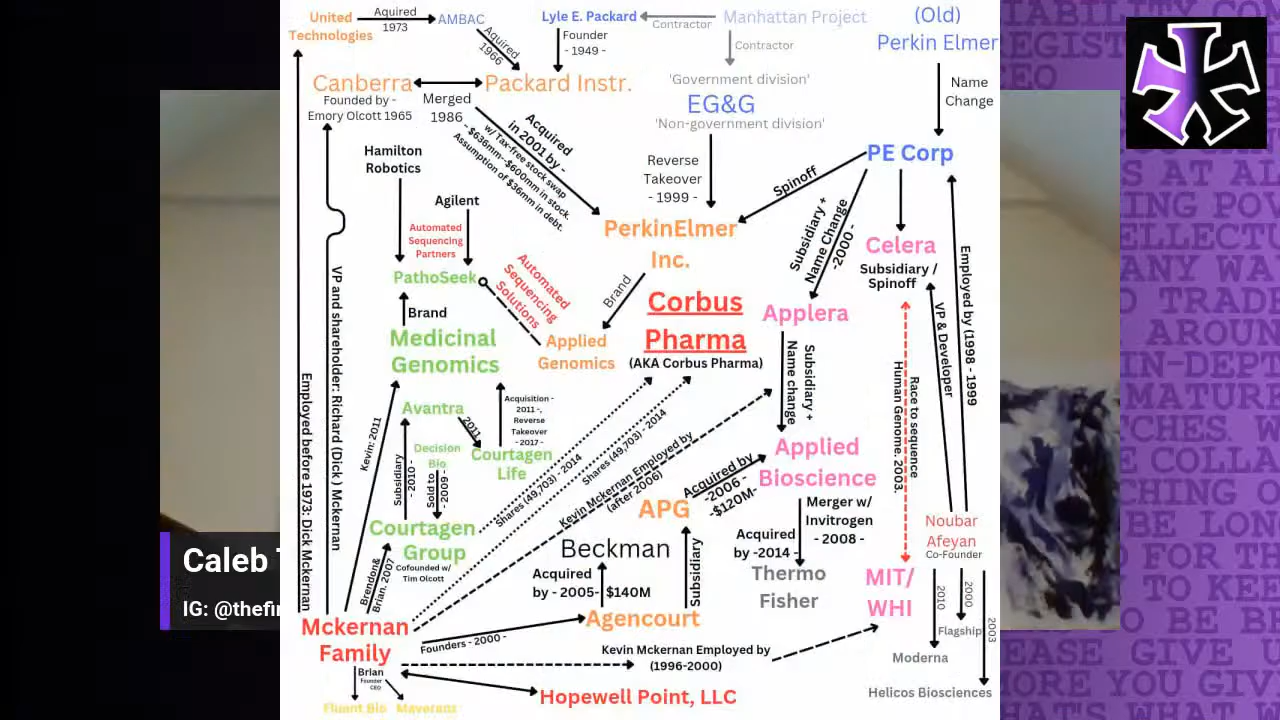 United
Technologies
Aquired
1973
AMBAC
Aquired
1966
Lyle E. Packard
Founder
- 1949 -
Contractor
Manhattan Project
Contractor
(Old)
Perkin Elmer
Name
Change
Canberra
Founded by -
Emory Olcott 1965
Merged
1986
Packard Instr.
'Government division'
EG&G
'Non-government division'
Reverse
Takeover
- 1999 -
Acquired
in 2001 by -
w/ Tax-free stock swap
- $636mm--$600mm in stock.
Assumption of $36mm in debt.
PE Corp
Spinoff
Hamilton
Robotics
Agilent
Automated
Sequencing
Partners
PathoSeek
Automated
Sequencing
Solutions
PerkinElmer
Inc.
Brand
Subsidiary +
Name Change
-2000 -
Celera
Subsidiary /
Spinoff
Employed by (1998 - 1999
VP & Developer
Brand
Medicinal
Genomics
Applied
Genomics
Corbus
Pharma
(AKA Corbus Pharma)
Applera
Subsidiary +
Name change
Race to sequence
Human Genome. 2003.
VP and shareholder: Richard (Dick ) Mckernan
Employed before 1973: Dick Mckernan
Kevin: 2011
Avantra
2011
Acquisition -
2011 -,
Reverse
Takeover
- 2017 -
Decision
Bio
Courtagen
Life
Subsidiary
- 2010 -
Sold to
- 2009 -
Shares (49,703) - 2014
Shares (49,703) - 2014
Kevin Mckernan Employed by
(after 2006)
Applied
Bioscience
Acquired by
-2006 -
-$120M-
APG
Courtagen
Group
Cofounded w/
Tim Olcott
Brendon&
Brian, 2007
Beckman
Acquired
by - 2005-
$140M
Subsidiary
Merger w/
Invitrogen
- 2008 -
Acquired
by -2014 -
Thermo
Fisher
Noubar
Afeyan
Co-Founder
MIT/
WHI
2010
2000
2003
Flagship
Moderna
Helicos Biosciences
Agencourt
Mckernan
Family
Founders - 2000 -
Kevin Mckernan Employed by
(1996-2000)
Brian
Founder
CEO
Fluent Bio
Maveranz
Hopewell Point, LLC
Caleb
IG: @thefir